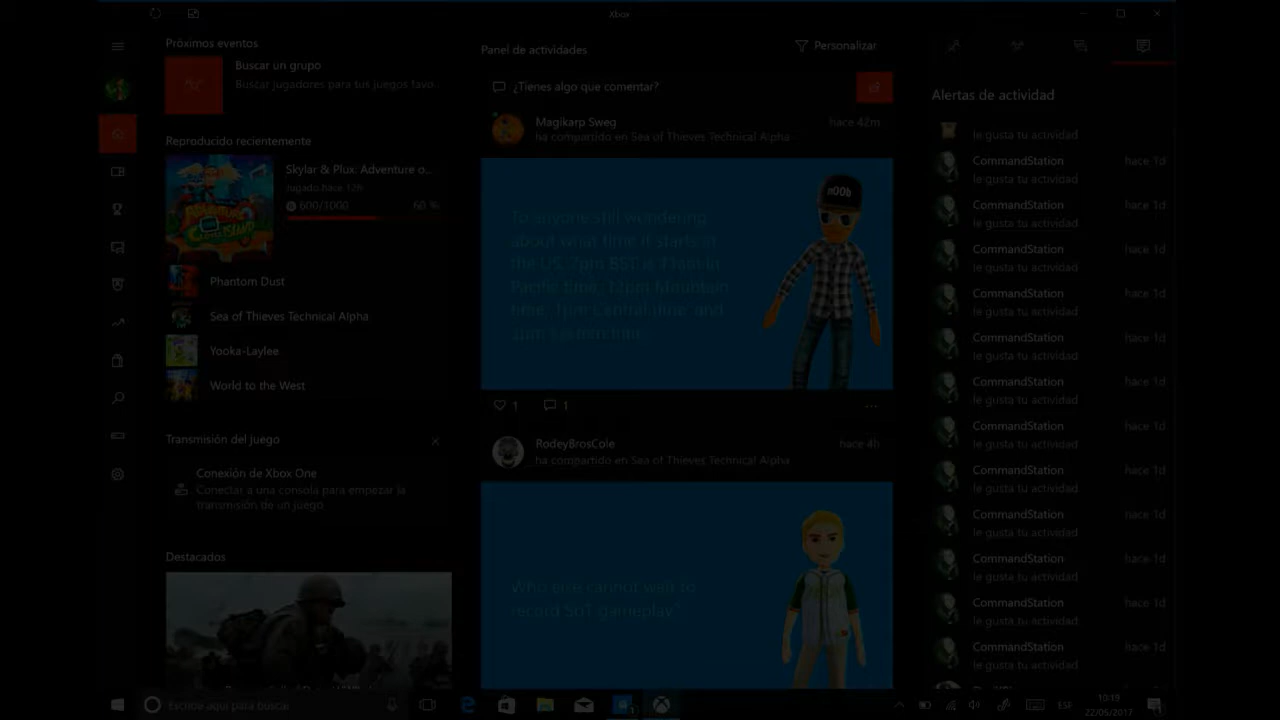 Xbox
Próximos eventos
Buscar un grupo
Buscar jugadores para tus juegos favo...
Reproducido recientemente
Skylar & Plux: Adventure o...
Jugado hace 12h
600/1000
60 %
Phantom Dust
Sea of Thieves Technical Alpha
Yooka-Laylee
World to the West
Transmisión del juego
Conexión de Xbox One
Conectar a una consola para empezar la
transmisión de un juego
Destacados
Panel de actividades
Personalizar
¿Tienes algo que comentar?
Magikarp Sweg
hace 42m
ha compartido en Sea of Thieves Technical Alpha
To anyone still wondering
about what time it starts in
the US. 7pm BST is 11am in
Pacific time, 12pm Mountain
time, 1pm Central time, and
2pm Eastern time.
n00b
1
1
RodeyBrosCole
hace 4h
ha compartido en Sea of Thieves Technical Alpha
Who else cannot wait to
record SoT gameplay?
Alertas de actividad
le gusta tu actividad
CommandStation
hace 1d
le gusta tu actividad
CommandStation
hace 1d
le gusta tu actividad
CommandStation
hace 1d
le gusta tu actividad
CommandStation
hace 1d
le gusta tu actividad
CommandStation
hace 1d
le gusta tu actividad
CommandStation
hace 1d
le gusta tu actividad
CommandStation
hace 1d
le gusta tu actividad
CommandStation
hace 1d
le gusta tu actividad
CommandStation
hace 1d
le gusta tu actividad
CommandStation
hace 1d
le gusta tu actividad
CommandStation
hace 1d
le gusta tu actividad
CommandStation
hace 1d
le gusta tu actividad
Escribe aquí para buscar
ESP
10:19
22/05/2017